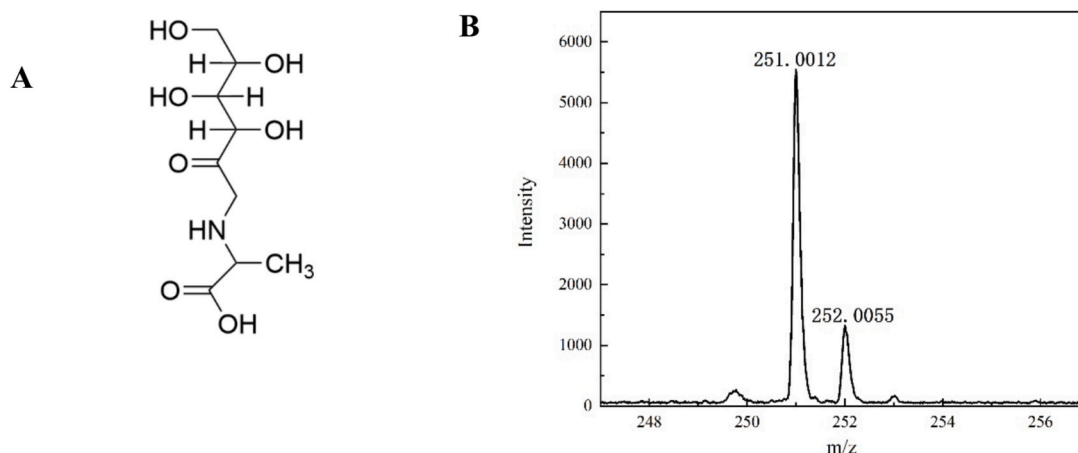 A
HO
H
OH
HO
H
H
OH
O
HN
CH3
O
OH
B
Intensity
6000
5000
4000
3000
2000
1000
0
251.0012
252.0055
248
250
252
254
256
m/z